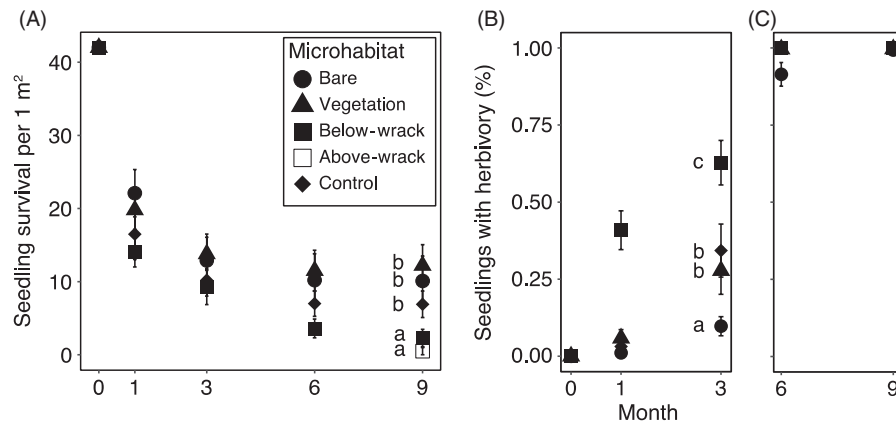 (A)
(B)
(C)
Seedling survival per 1 m²
40
30
20
10
0
Microhabitat
Bare
Vegetation
Below-wrack
Above-wrack
Control
b
b
b
a
a
0 1 3 6 9
Seedlings with herbivory (%)
1.00
0.75
0.50
0.25
0.00
c
b
b
a
0 1 3
6 9
Month